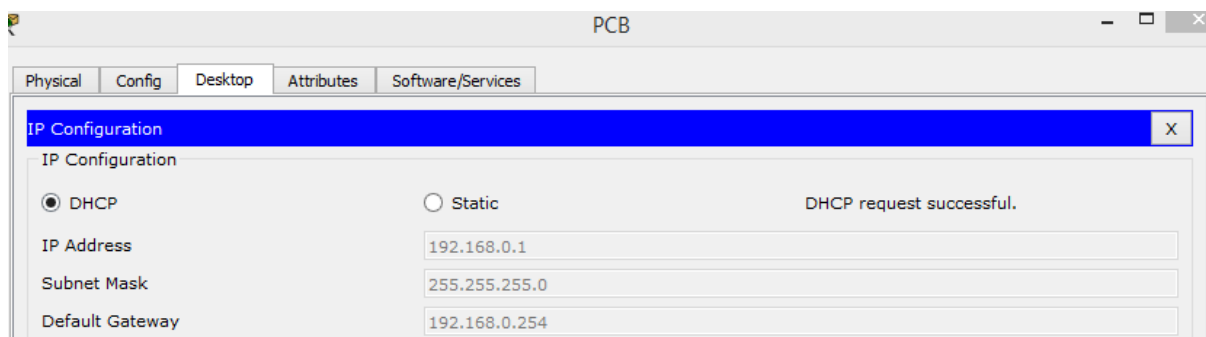 PCB
Physical Config Desktop Attributes Software/Services
IP Configuration X
IP Configuration
DHCP Static DHCP request successful.
IP Address 192.168.0.1
Subnet Mask 255.255.255.0
Default Gateway 192.168.0.254